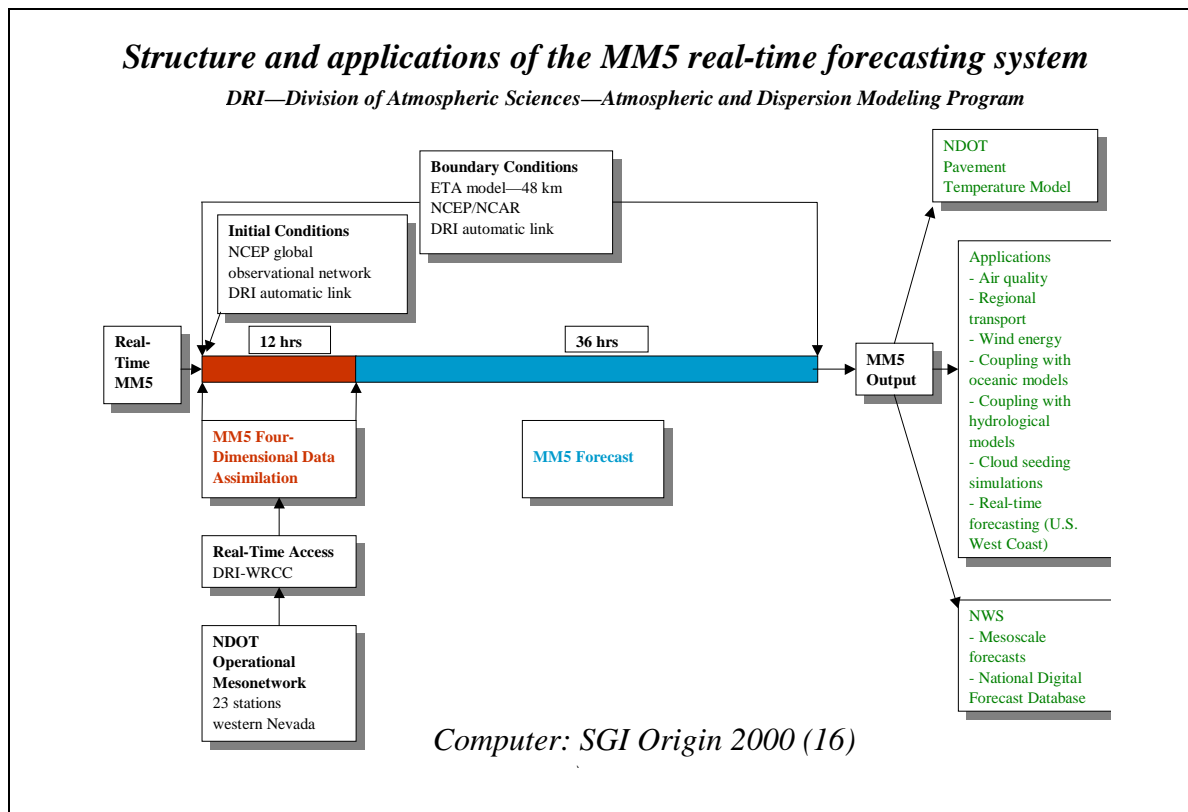 Structure and applications of the MM5 real-time forecasting system
DRI—Division of Atmospheric Sciences—Atmospheric and Dispersion Modeling Program
Boundary Conditions
ETA model—48 km
NCEP/NCAR
DRI automatic link
Initial Conditions
NCEP global
observational network
DRI automatic link
Real-
Time
MM5
12 hrs
36 hrs
MM5 Four-
Dimensional Data
Assimilation
MM5 Forecast
Real-Time Access
DRI-WRCC
NDOT
Operational
Mesonetwork
23 stations
western Nevada
MM5
Output
NDOT
Pavement
Temperature Model
Applications
- Air quality
- Regional
transport
- Wind energy
- Coupling with
oceanic models
- Coupling with
hydrological
models
- Cloud seeding
simulations
- Real-time
forecasting (U.S.
West Coast)
NWS
- Mesoscale
forecasts
- National Digital
Forecast Database
Computer: SGI Origin 2000 (16)